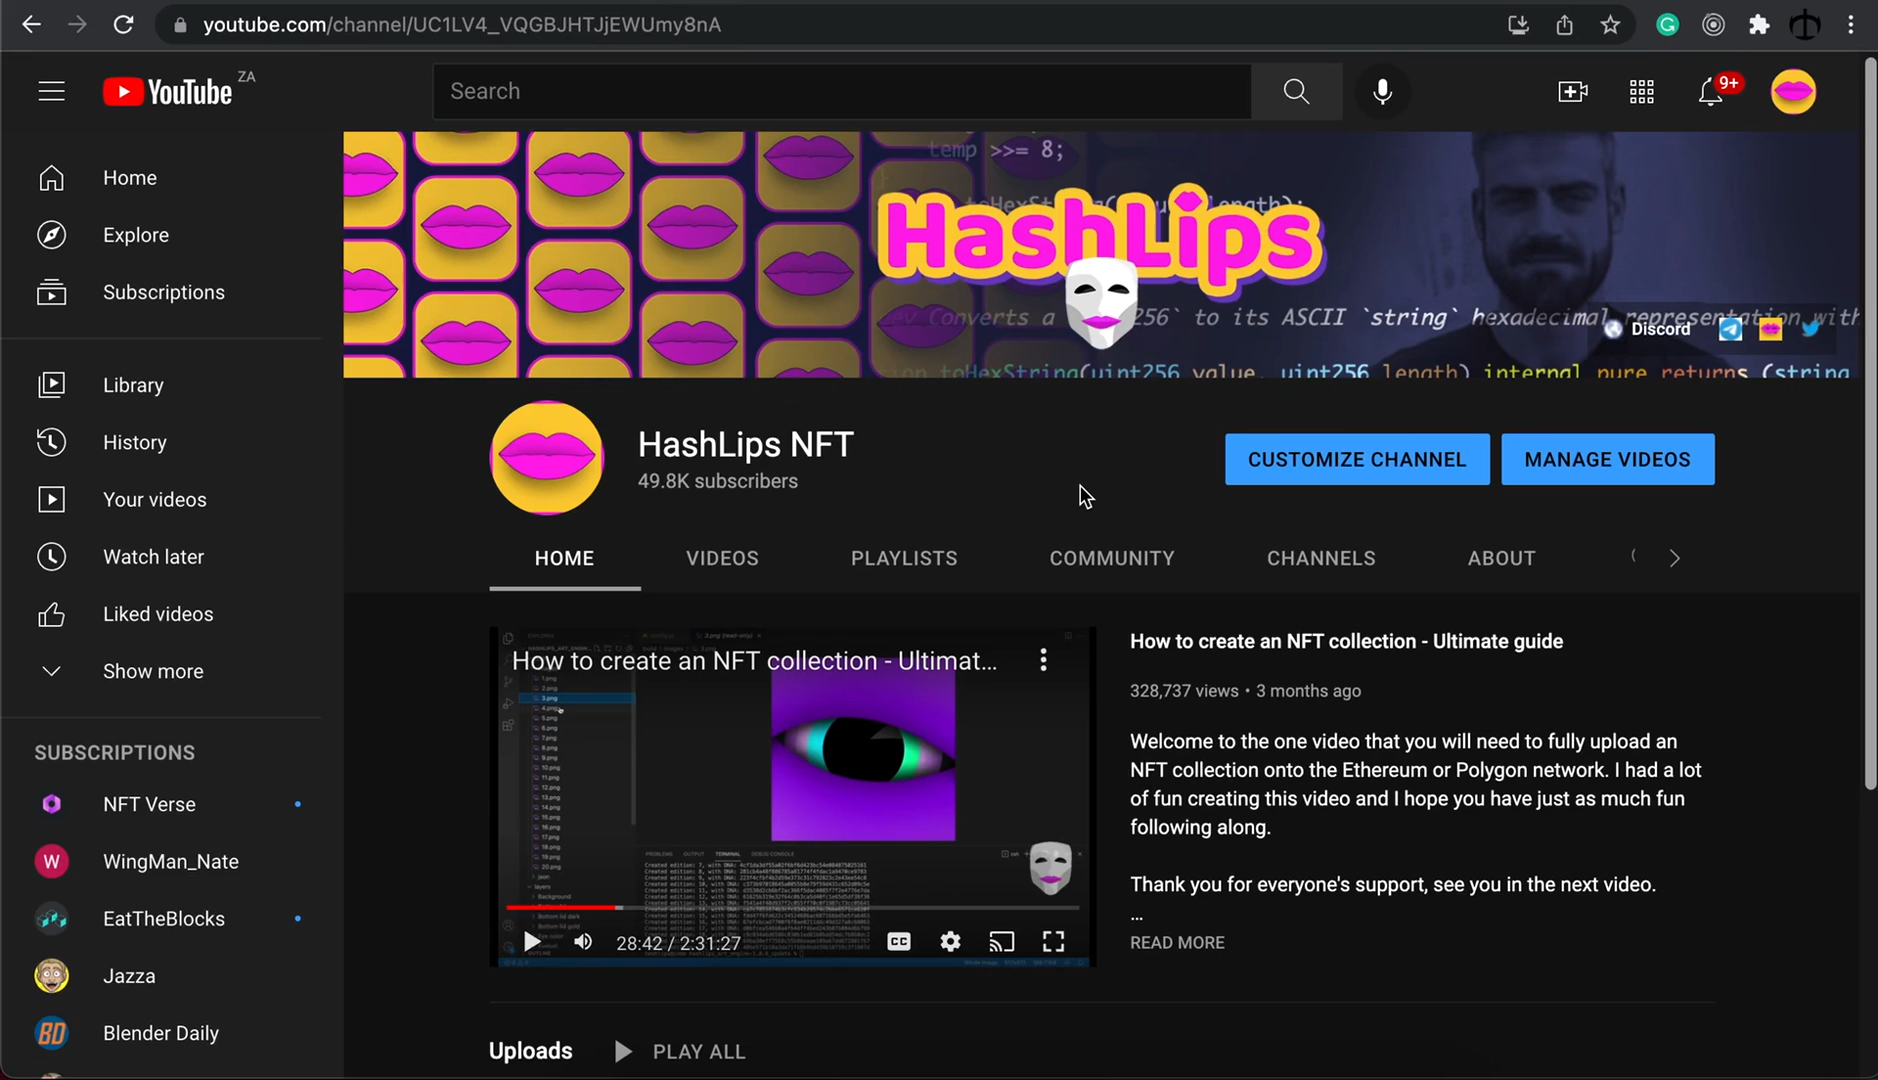 youtube.com/channel/UC1LV4_VQGBJHTJjEWUmy8nA
YouTube ZA
Search
9+
Home
Explore
Subscriptions
Library
History
Your videos
Watch later
Liked videos
Show more
SUBSCRIPTIONS
NFT Verse
W WingMan_Nate
EatTheBlocks
Jazza
BD Blender Daily
temp >>= 8;
HashLips
length);
256` to its ASCII `string` hexadecimal representation with
Discord
toHexString(uint256 value, uint256 length) internal pure returns (string
HashLips NFT
49.8K subscribers
CUSTOMIZE CHANNEL
MANAGE VIDEOS
HOME
VIDEOS
PLAYLISTS
COMMUNITY
CHANNELS
ABOUT
How to create an NFT collection - Ultimat...
28:42 / 2:31:27
CC
How to create an NFT collection - Ultimate guide
328,737 views • 3 months ago
Welcome to the one video that you will need to fully upload an
NFT collection onto the Ethereum or Polygon network. I had a lot
of fun creating this video and I hope you have just as much fun
following along.
Thank you for everyone's support, see you in the next video.
...
READ MORE
Uploads
PLAY ALL